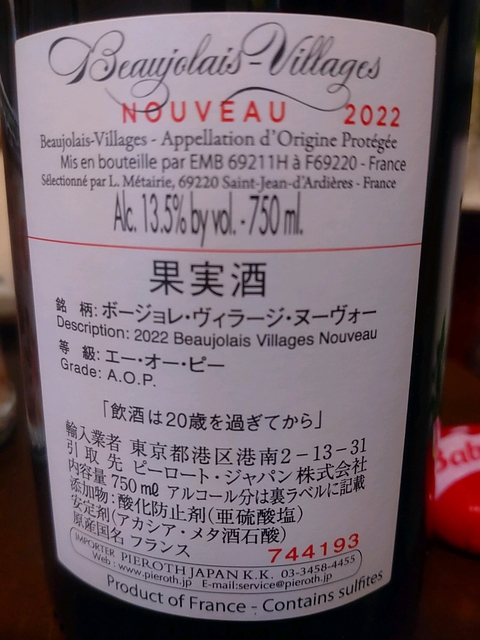 Beaujolais-Villages
NOUVEAU 2022
Beaujolais-Villages - Appellation d'Origine Protégée
Mis en bouteille par EMB 69211H à F69220 - France
Sélectionné par L. Métairie, 69220 Saint-Jean-d'Ardières - France
Alc. 13.5% by vol. - 750 ml.
果実酒
銘 柄: ボージョレ・ヴィラージ・ヌーヴォー
Description: 2022 Beaujolais Villages Nouveau
等 級: エー・オー・ピー
Grade: A.O.P.
「飲酒は20歳を過ぎてから」
輸入業者 東京都港区港南2-13-31
引 取 先 ピーロート・ジャパン株式会社
内容量 750㎖ アルコール分は裏ラベルに記載
添加物: 酸化防止剤(亜硫酸塩)
安定剤(アカシア・メタ酒石酸)
原産国名 フランス
744193
IMPORTER PIEROTH JAPAN K.K. 03-3458-4455
Web: www.pieroth.jp E-mail:service@pieroth.jp
Product of France - Contains sulfites
Bab